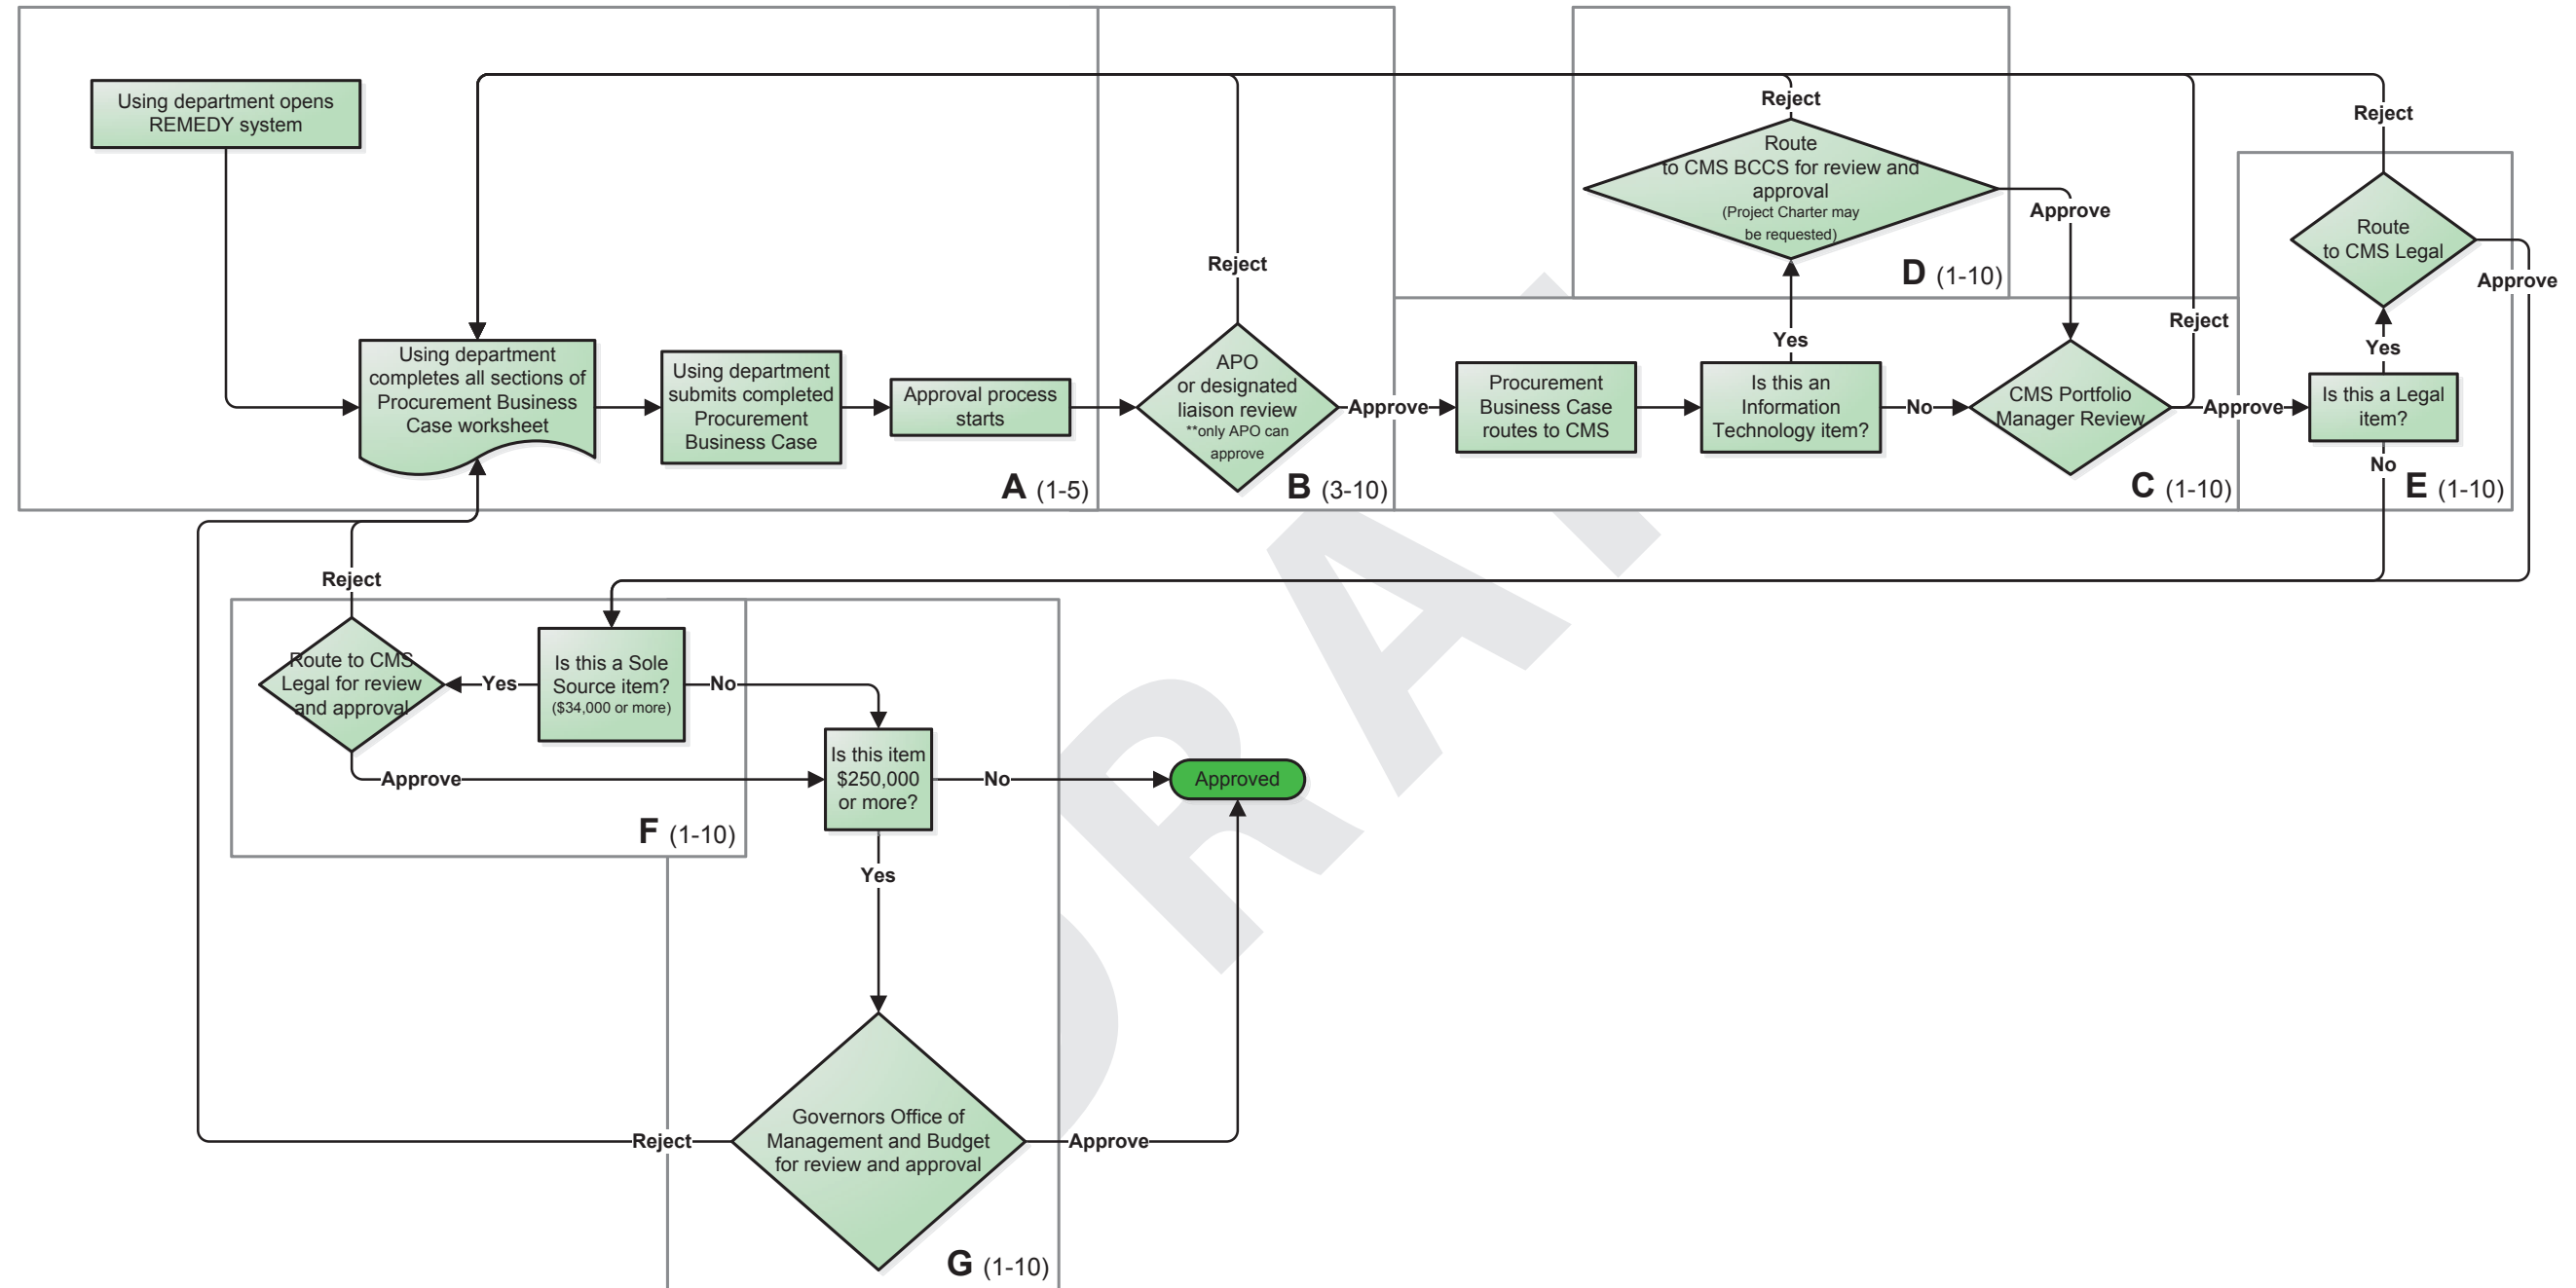 Using department opens
REMEDY system
Using department
completes all sections of
Procurement Business
Case worksheet
Using department
submits completed
Procurement
Business Case
Approval process
starts
A (1-5)
Reject
APO
or designated
liaison review
**only APO can
approve
B (3-10)
Approve
Procurement
Business Case
routes to CMS
Is this an
Information
Technology item?
Yes
No
Reject
Route
to CMS BCCS for review and
approval
(Project Charter may
be requested)
D (1-10)
Approve
CMS Portfolio
Manager Review
Reject
C (1-10)
Approve
Is this a Legal
item?
Yes
No
Reject
Route
to CMS Legal
Approve
E (1-10)
Reject
Route to CMS
Legal for review
and approval
Yes
Is this a Sole
Source item?
($34,000 or more)
No
Approve
F (1-10)
Is this item
$250,000
or more?
No
Approved
Yes
Governors Office of
Management and Budget
for review and approval
Reject
Approve
G (1-10)
DRAFT